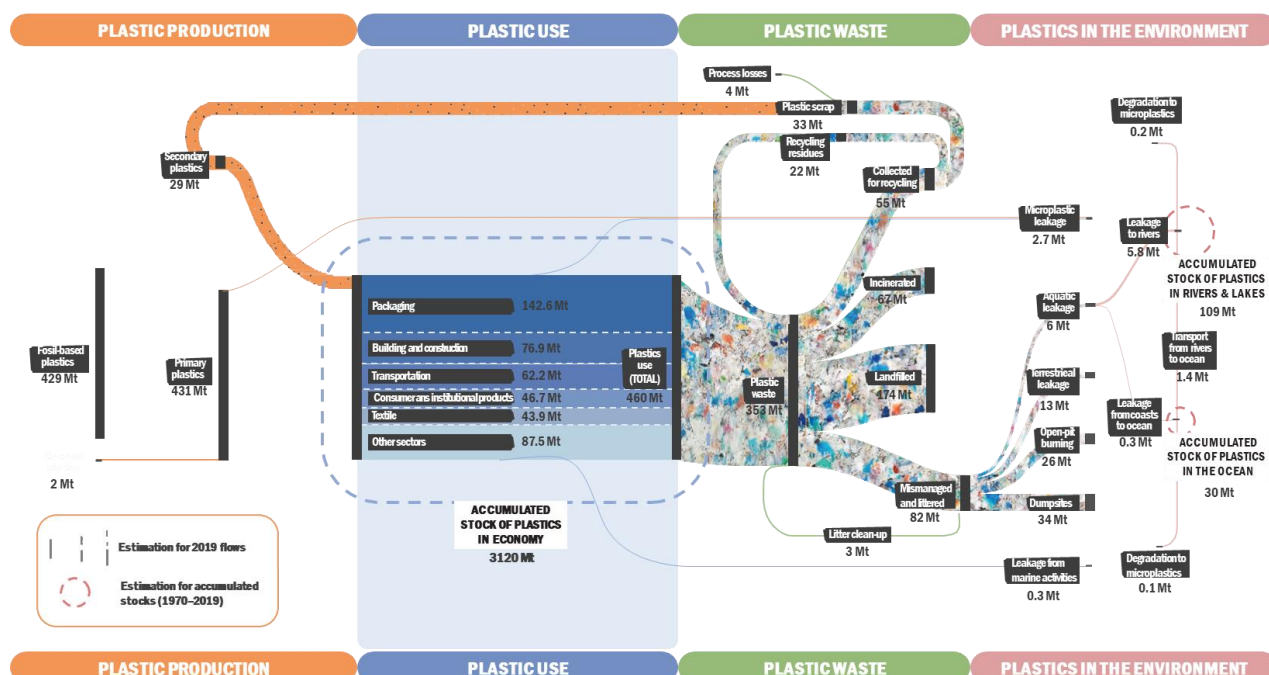 PLASTIC PRODUCTION
PLASTIC USE
PLASTIC WASTE
PLASTICS IN THE ENVIRONMENT
Process losses
4 Mt
Plastic scrap
33 Mt
Recycling
residues
22 Mt
Collected
for recycling
55 Mt
Degradation to
microplastics
0.2 Mt
Secondary
plastics
29 Mt
Microplastic
leakage
2.7 Mt
Leakage
to rivers
5.8 Mt
ACCUMULATED
STOCK OF PLASTICS
IN RIVERS & LAKES
109 Mt
Fosil-based
plastics
429 Mt
Primary
plastics
431 Mt
Packaging
142.6 Mt
Building and construction
76.9 Mt
Transportation
62.2 Mt
Consumer ans institutional products
46.7 Mt
Textile
43.9 Mt
Other sectors
87.5 Mt
Plastics
use
(TOTAL)
460 Mt
Plastic
waste
353 Mt
Incinerated
67 Mt
Landfilled
174 Mt
Aquatic
leakage
6 Mt
Transport
from rivers
to ocean
1.4 Mt
Terrestrieal
leakage
13 Mt
Leakage
from coasts
to ocean
0.3 Mt
Open-pit
burning
26 Mt
ACCUMULATED
STOCK OF PLASTICS
IN THE OCEAN
30 Mt
2 Mt
Mismanaged
and littered
82 Mt
Dumpsites
34 Mt
Litter clean-up
3 Mt
ACCUMULATED
STOCK OF PLASTICS
IN ECONOMY
3120 Mt
Leakage from
marine activities
0.3 Mt
Degradation to
microplastics
0.1 Mt
Estimation for 2019 flows
Estimation for accumulated
stocks (1970–2019)
PLASTIC PRODUCTION
PLASTIC USE
PLASTIC WASTE
PLASTICS IN THE ENVIRONMENT